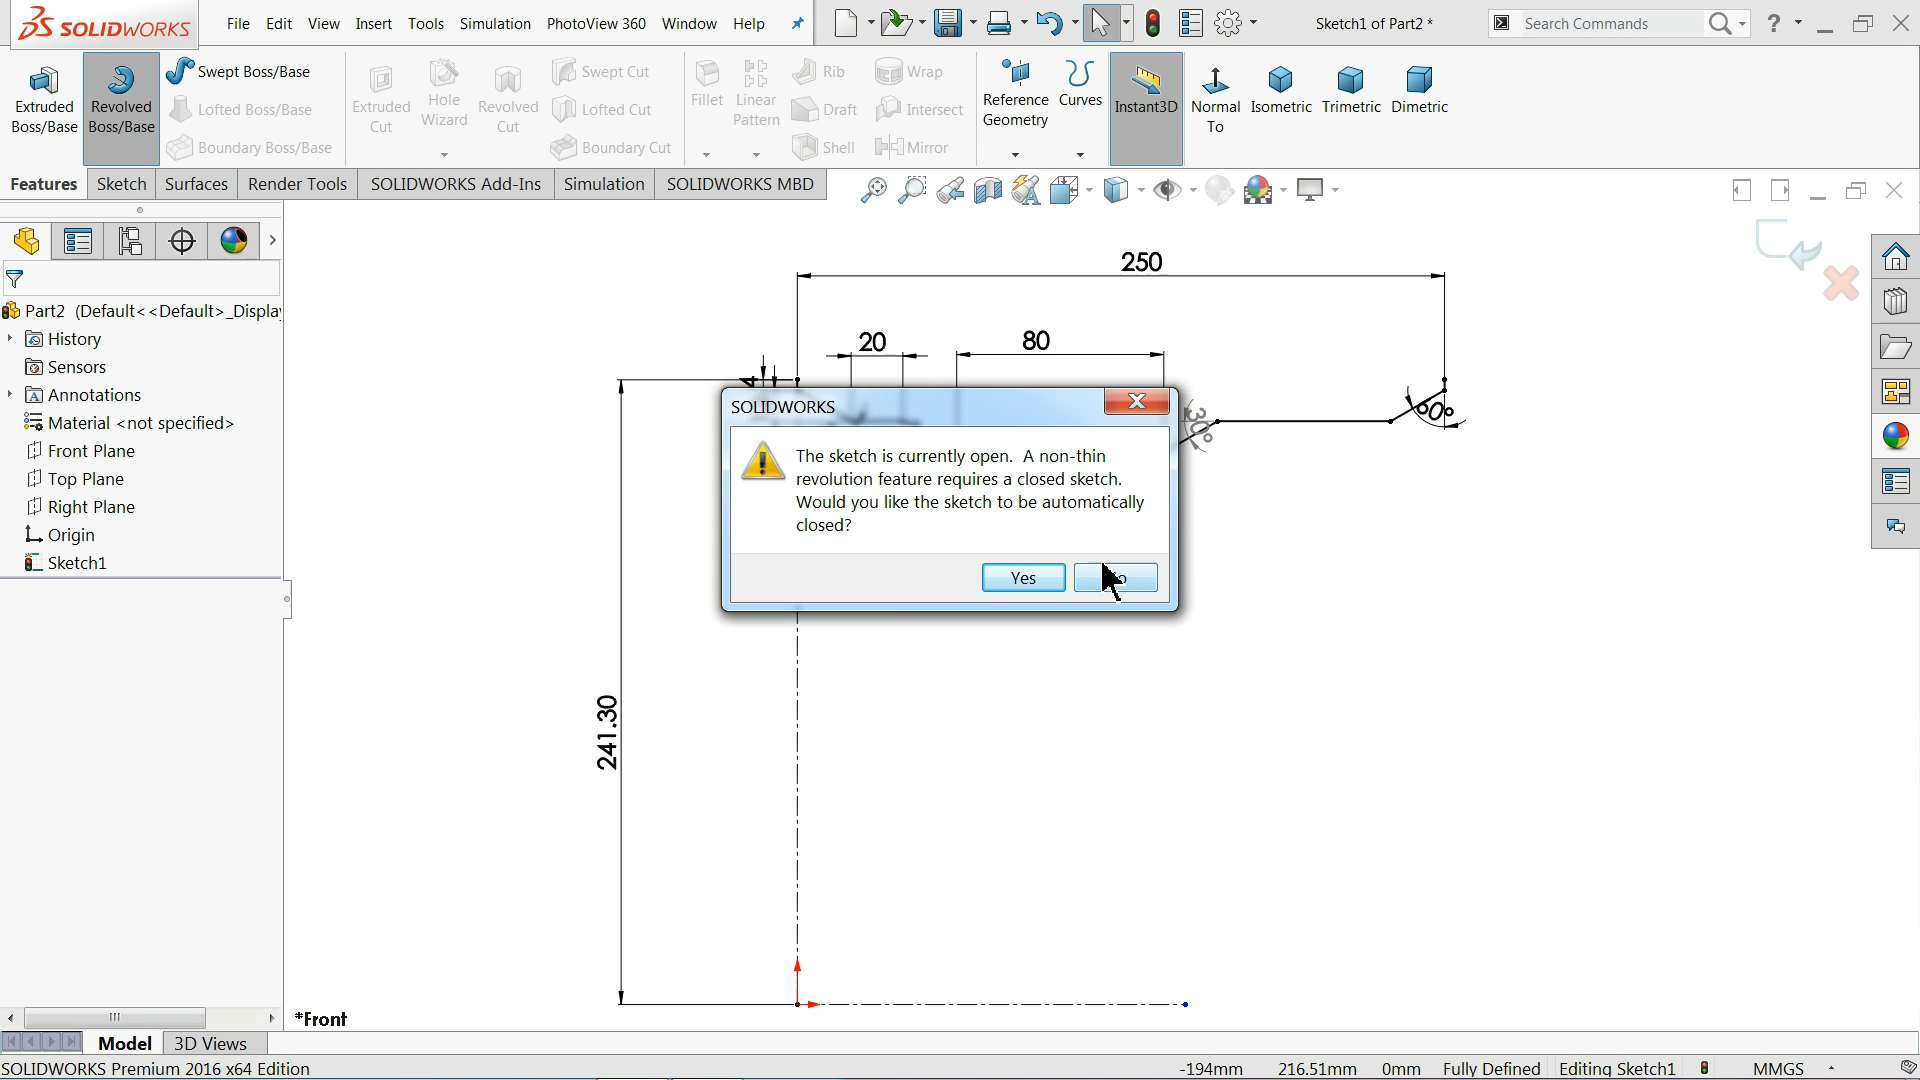 SOLIDWORKS
File Edit View Insert Tools Simulation PhotoView 360 Window Help
Sketch1 of Part2 *
Search Commands
?
Extruded
Boss/Base
Revolved
Boss/Base
Swept Boss/Base
Lofted Boss/Base
Boundary Boss/Base
Extruded
Cut
Hole
Wizard
Revolved
Cut
Swept Cut
Lofted Cut
Boundary Cut
Fillet
Linear
Pattern
Rib
Draft
Shell
Wrap
Intersect
Mirror
Reference
Geometry
Curves
Instant3D
Normal
To
Isometric
Trimetric
Dimetric
Features Sketch Surfaces Render Tools SOLIDWORKS Add-Ins Simulation SOLIDWORKS MBD
Part2 (Default<<Default>_Displa
History
Sensors
Annotations
Material <not specified>
Front Plane
Top Plane
Right Plane
Origin
Sketch1
250
20
80
4
30°
60°
241.30
SOLIDWORKS
The sketch is currently open. A non-thin
revolution feature requires a closed sketch.
Would you like the sketch to be automatically
closed?
Yes
*Front
Model 3D Views
SOLIDWORKS Premium 2016 x64 Edition
-194mm 216.51mm 0mm Fully Defined Editing Sketch1 MMGS